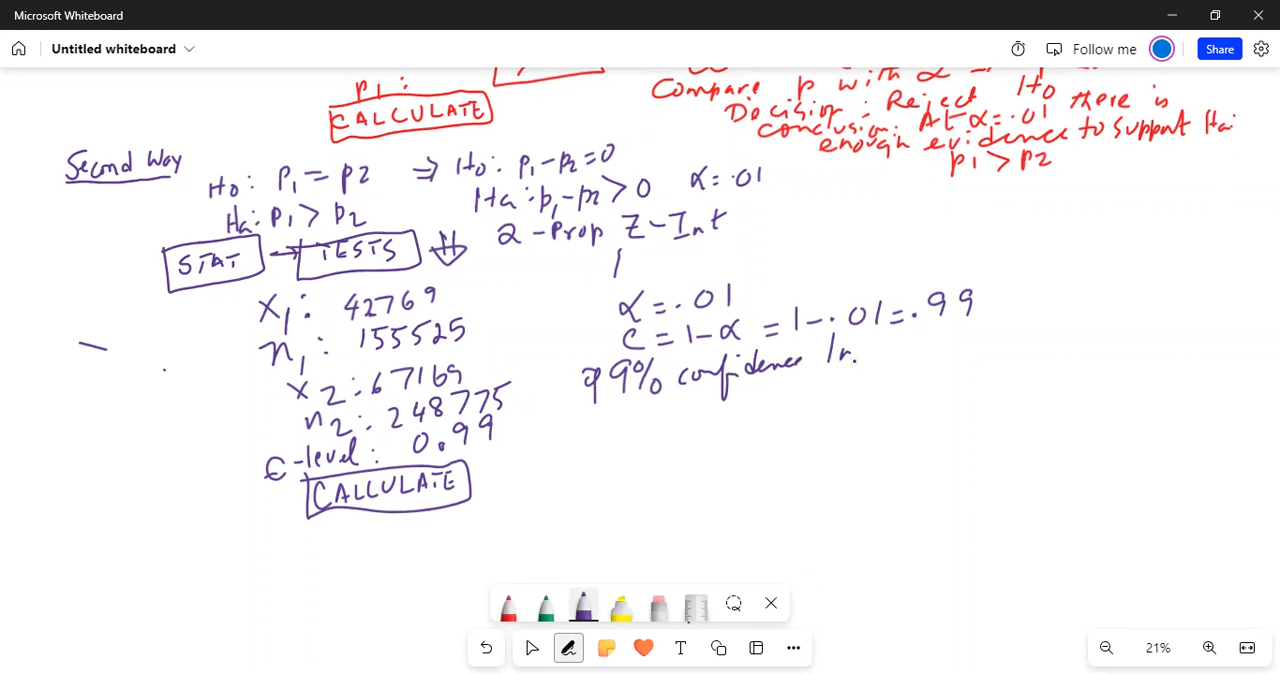 Microsoft Whiteboard
Untitled whiteboard
Follow me
Share
p1:
CALCULATE
Compare p with α
Decision: Reject Ho
conclusion: At α=.01 there is
enough evidence to support Ha
p1 > p2
Second Way
Ho: p1 = p2 ⇒ Ho: p1-p2=0
Ha: p1 > p2 Ha: p1-p2 > 0 α=.01
STAT → TESTS 2-Prop Z-Int
X1: 42769
n1: 155525
x2: 67169
n2: 248775
C-level: 0.99
CALLULATE
α = .01
C = 1-α = 1-.01=.99
99% confidence In
21%